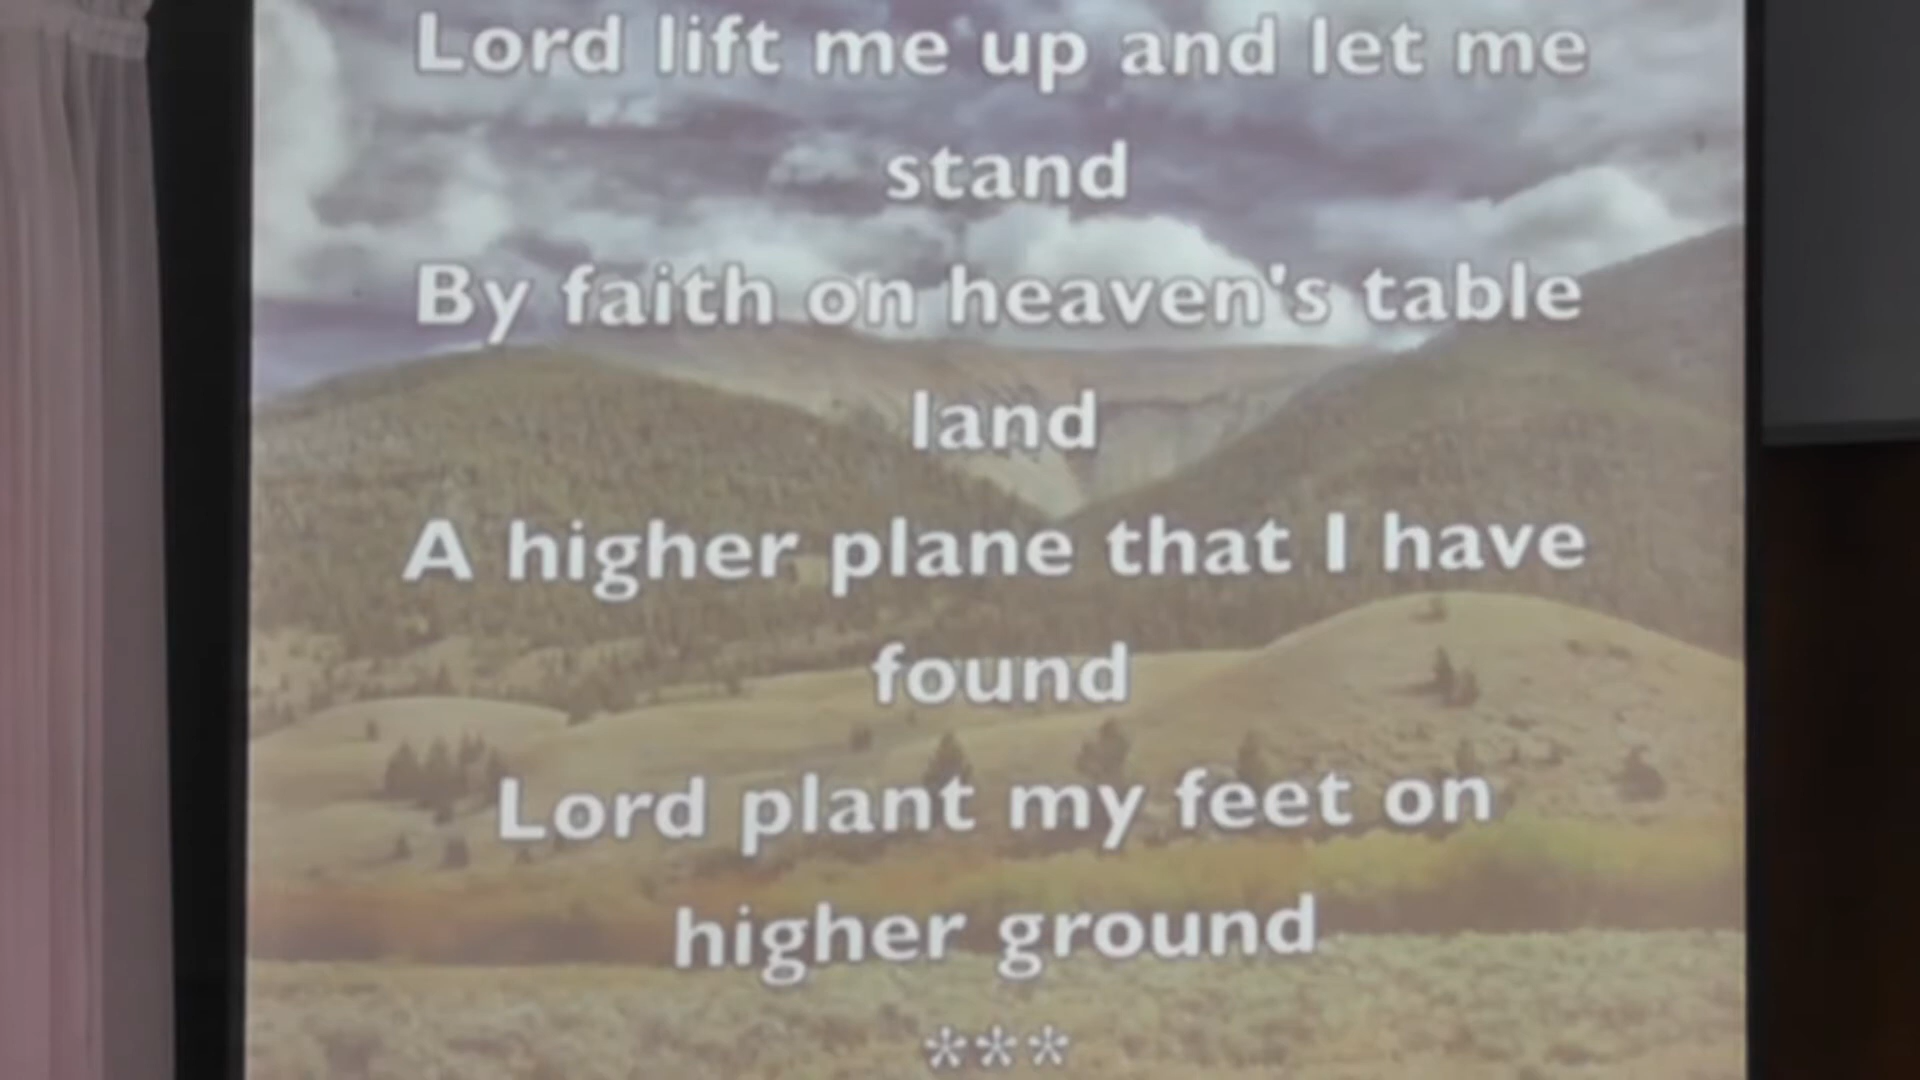 Lord lift me up and let me
stand
By faith on heaven's table
land
A higher plane that I have
found
Lord plant my feet on
higher ground
***